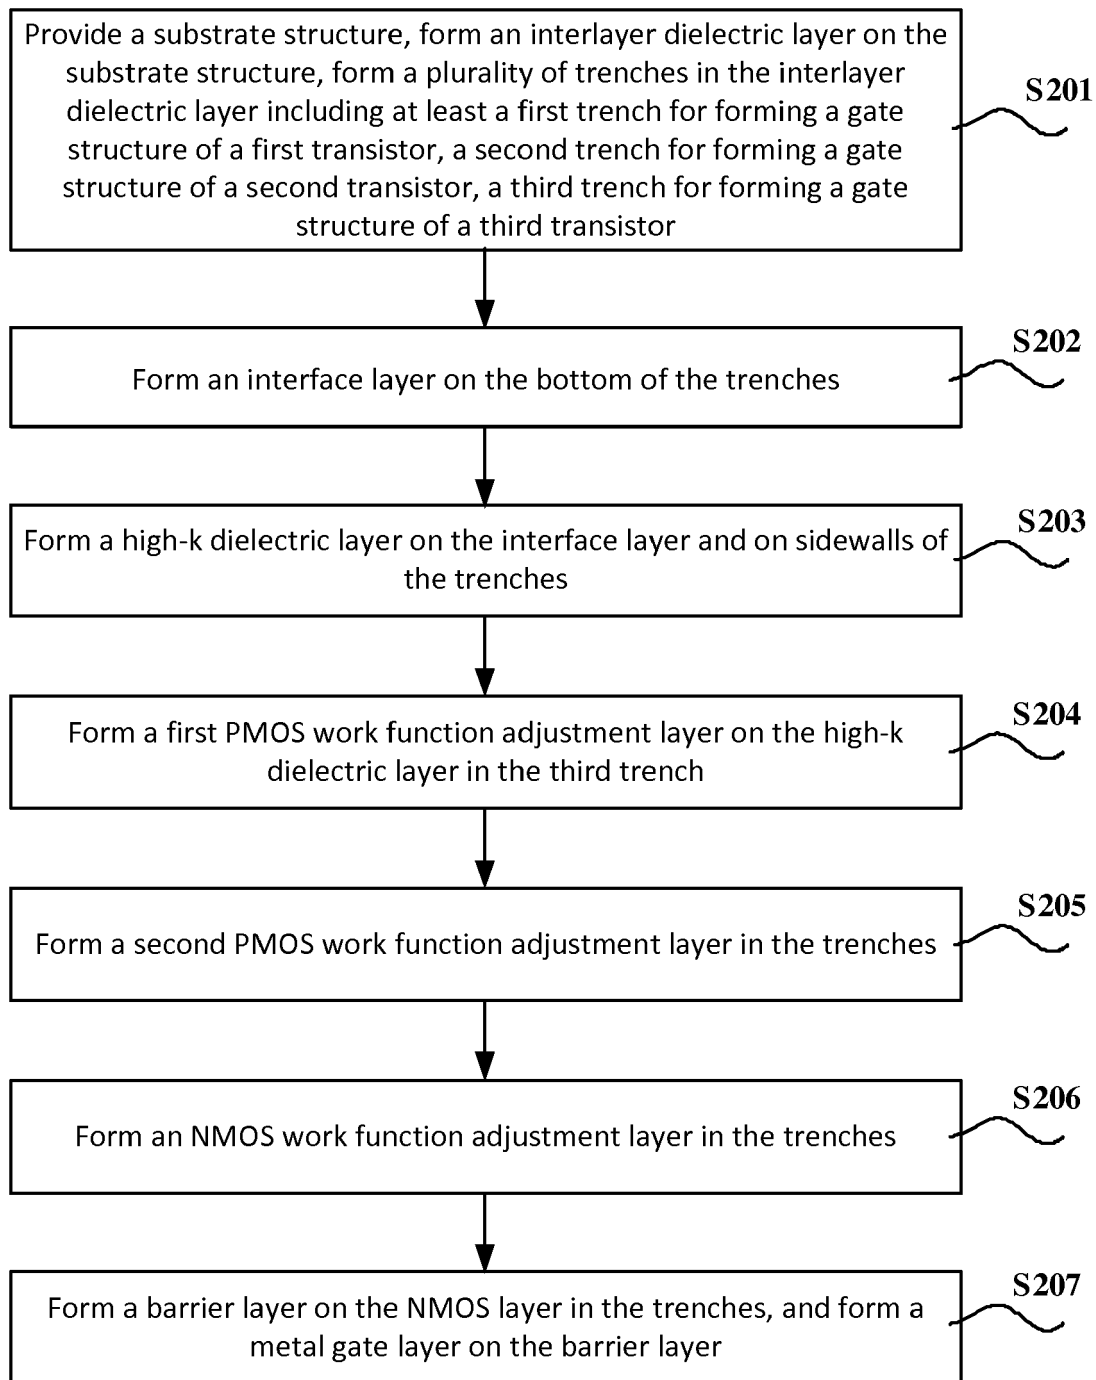 Provide a substrate structure, form an interlayer dielectric layer on the
substrate structure, form a plurality of trenches in the interlayer
dielectric layer including at least a first trench for forming a gate
structure of a first transistor, a second trench for forming a gate
structure of a second transistor, a third trench for forming a gate
structure of a third transistor
S201
Form an interface layer on the bottom of the trenches
S202
Form a high-k dielectric layer on the interface layer and on sidewalls of
the trenches
S203
Form a first PMOS work function adjustment layer on the high-k
dielectric layer in the third trench
S204
Form a second PMOS work function adjustment layer in the trenches
S205
Form an NMOS work function adjustment layer in the trenches
S206
Form a barrier layer on the NMOS layer in the trenches, and form a
metal gate layer on the barrier layer
S207